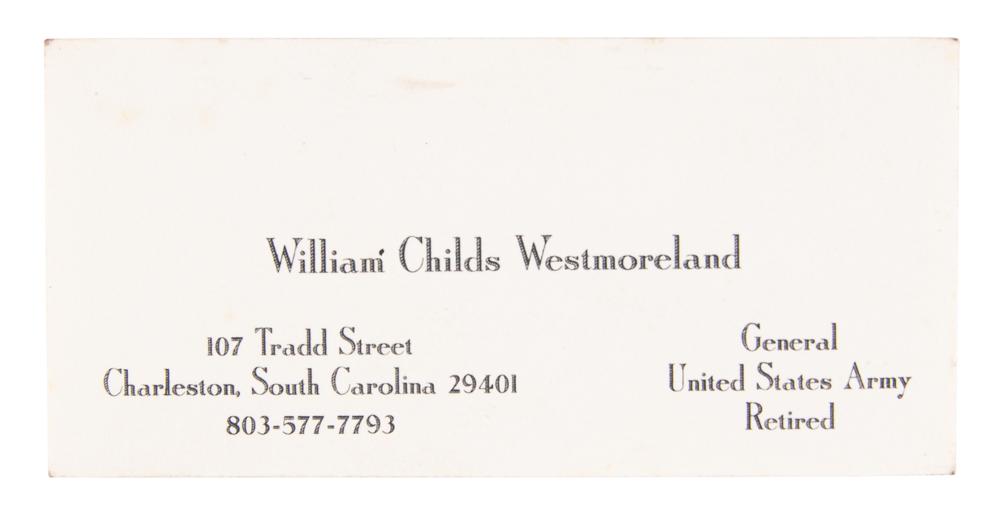 William Childs Westmoreland
107 Tradd Street
Charleston, South Carolina 29401
803-577-7793
General
United States Army
Retired